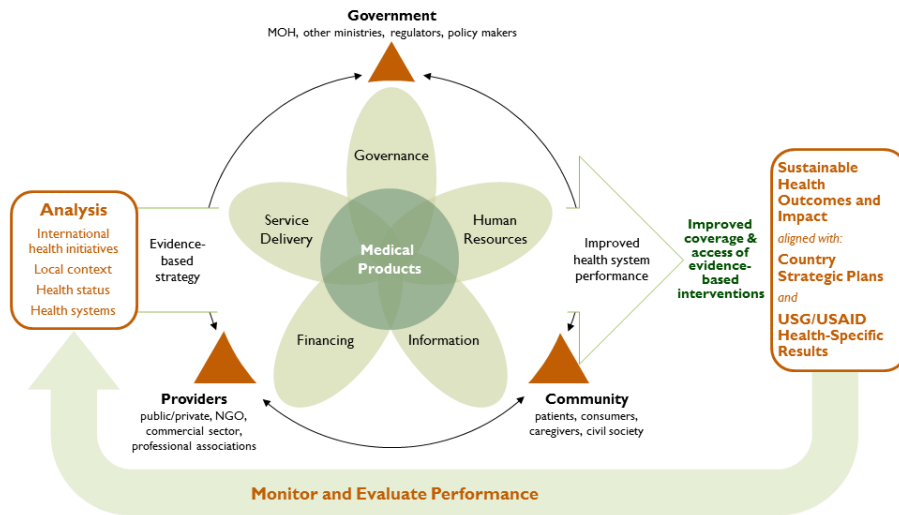 Government
MOH, other ministries, regulators, policy makers
Governance
Service
Delivery
Human
Resources
Medical
Products
Financing
Information
Analysis
International
health initiatives
Local context
Health status
Health systems
Evidence-
based
strategy
Improved
health system
performance
Improved
coverage &
access of
evidence-
based
interventions
Sustainable
Health
Outcomes and
Impact
aligned with:
Country
Strategic Plans
and
USG/USAID
Health-Specific
Results
Providers
public/private, NGO,
commercial sector,
professional associations
Community
patients, consumers,
caregivers, civil society
Monitor and Evaluate Performance